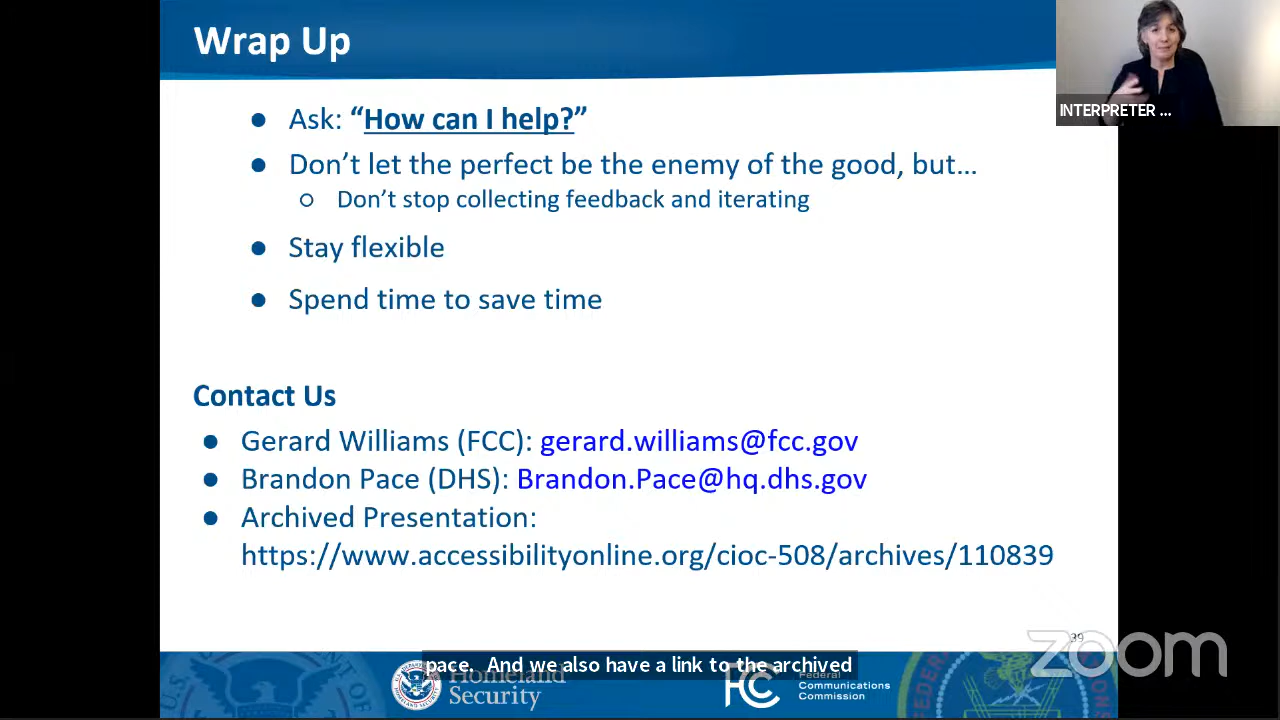 Wrap Up
INTERPRETER ...
● Ask: “How can I help?”
● Don’t let the perfect be the enemy of the good, but…
○ Don’t stop collecting feedback and iterating
● Stay flexible
● Spend time to save time
Contact Us
● Gerard Williams (FCC): gerard.williams@fcc.gov
● Brandon Pace (DHS): Brandon.Pace@hq.dhs.gov
● Archived Presentation:
https://www.accessibilityonline.org/cioc-508/archives/110839
39
zoom
pace. And we also have a link to the archived
Homeland
Security
FCC
Federal
Communications
Commission